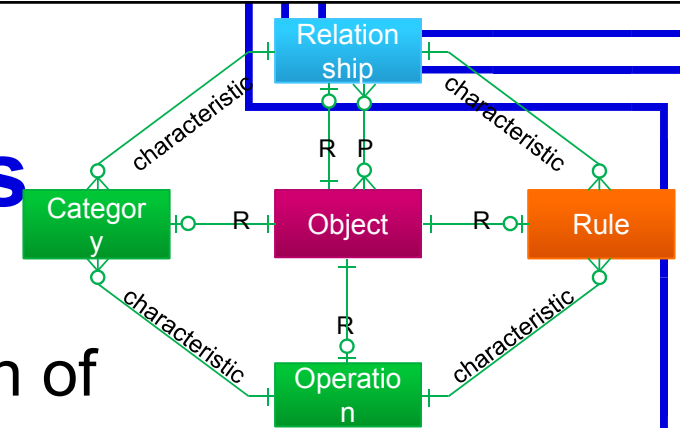 Relation
ship
characteristic
characteristic
R
P
s
Categor
y
R
Object
R
Rule
characteristic
R
characteristic
n of
Operatio
n